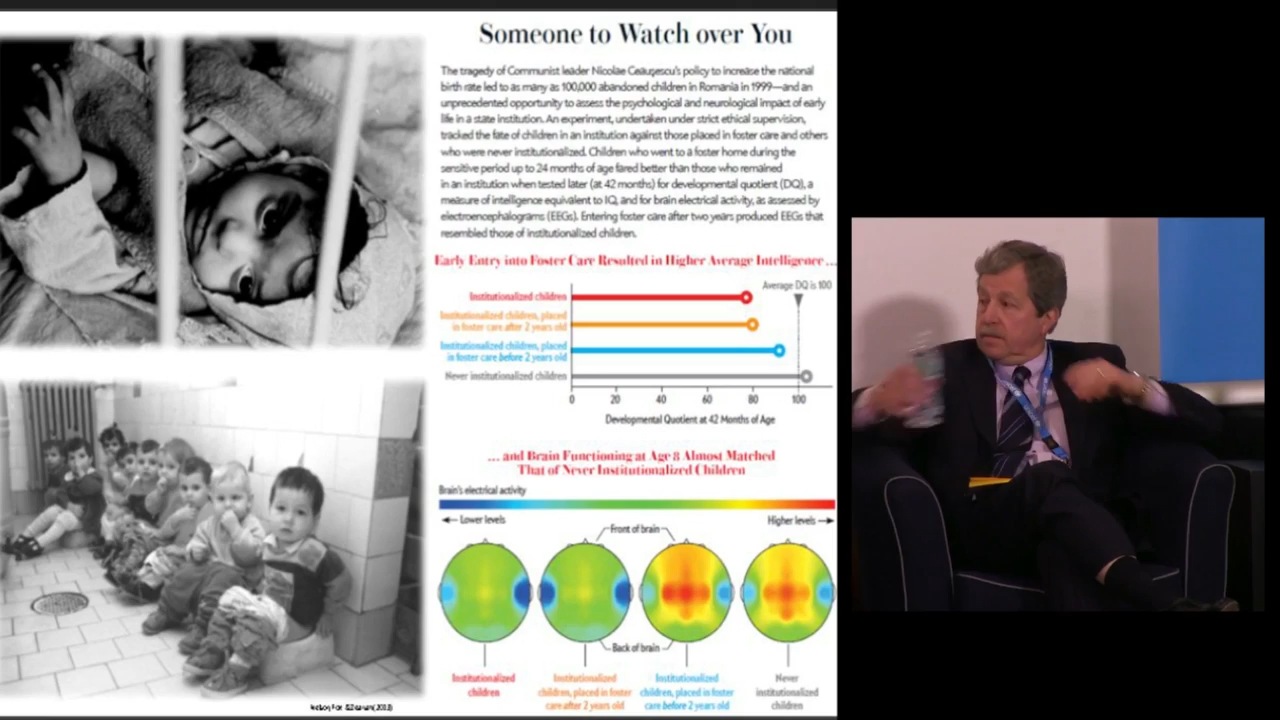 Someone to Watch over You
The tragedy of Communist leader Nicolae Ceauşescu's policy to increase the national
birth rate led to as many as 100,000 abandoned children in Romania in 1999—and an
unprecedented opportunity to assess the psychological and neurological impact of early
life in a state institution. An experiment, undertaken under strict ethical supervision,
tracked the fate of children in an institution against those placed in foster care and others
who were never institutionalized. Children who went to a foster home during the
sensitive period up to 24 months of age fared better than those who remained
in an institution when tested later (at 42 months) for developmental quotient (DQ), a
measure of intelligence equivalent to IQ, and for brain electrical activity, as assessed by
electroencephalograms (EEGs). Entering foster care after two years produced EEGs that
resembled those of institutionalized children.
Early Entry into Foster Care Resulted in Higher Average Intelligence ...
Average DQ is 100
Institutionalized children
Institutionalized children, placed
in foster care after 2 years old
Institutionalized children, placed
in foster care before 2 years old
Never institutionalized children
0 20 40 60 80 100
Developmental Quotient at 42 Months of Age
... and Brain Functioning at Age 8 Almost Matched
That of Never Institutionalized Children
Brain's electrical activity
Lower levels
Higher levels
Front of brain
Back of brain
Institutionalized
children
Institutionalized
children, placed in foster
care after 2 years old
Institutionalized
children, placed in foster
care before 2 years old
Never
institutionalized
children